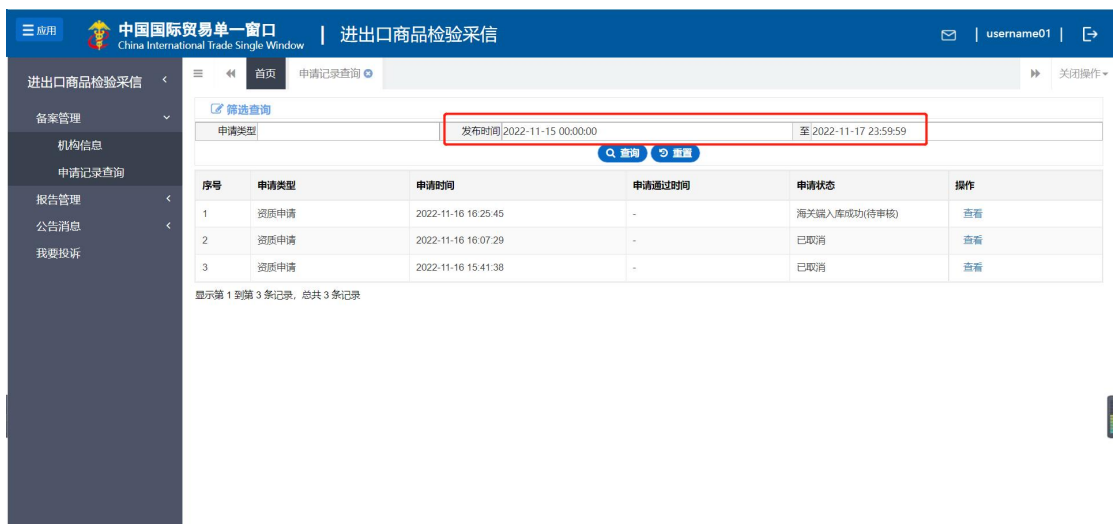 应用
中国国际贸易单一窗口 | 进出口商品检验采信
China International Trade Single Window
username01
进出口商品检验采信
备案管理
机构信息
申请记录查询
报告管理
公告消息
我要投诉
首页 申请记录查询 关闭操作
筛选查询
申请类型 发布时间 2022-11-15 00:00:00 至 2022-11-17 23:59:59
查询 重置
序号 申请类型 申请时间 申请通过时间 申请状态 操作
1 资质申请 2022-11-16 16:25:45 - 海关端入库成功(待审核) 查看
2 资质申请 2022-11-16 16:07:29 - 已取消 查看
3 资质申请 2022-11-16 15:41:38 - 已取消 查看
显示第 1 到第 3 条记录，总共 3 条记录